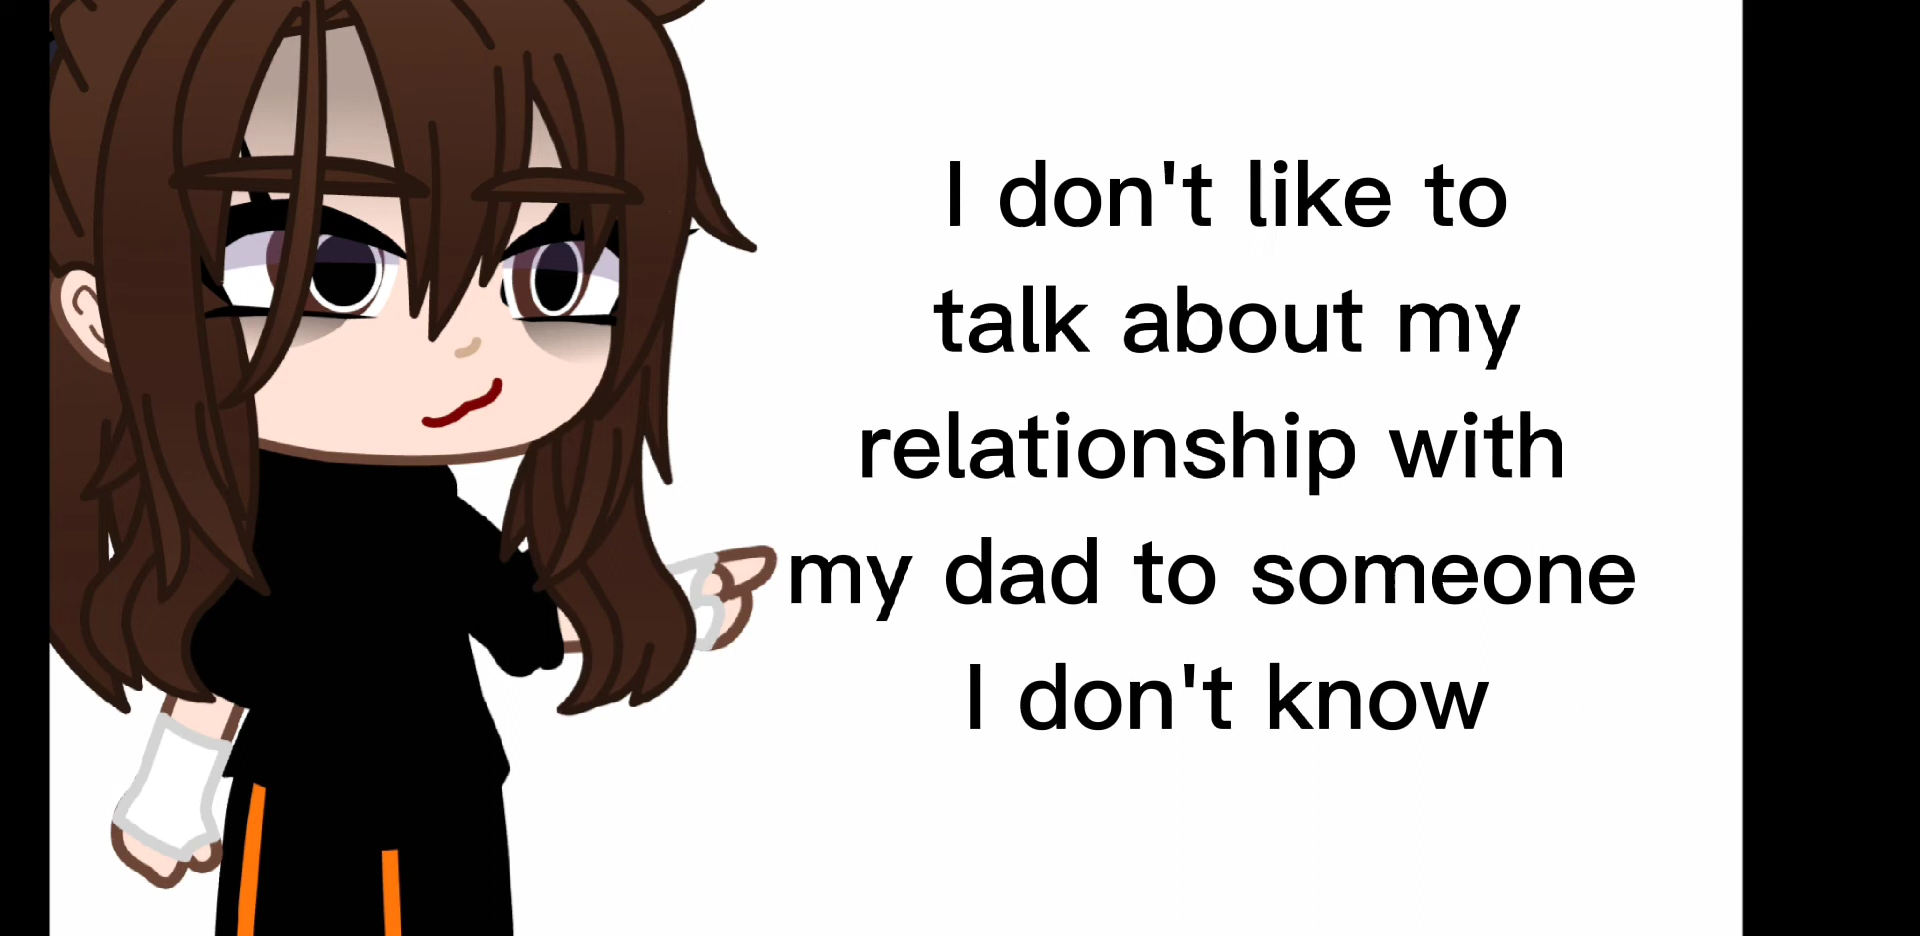 I don't like to
talk about my
relationship with
my dad to someone
I don't know